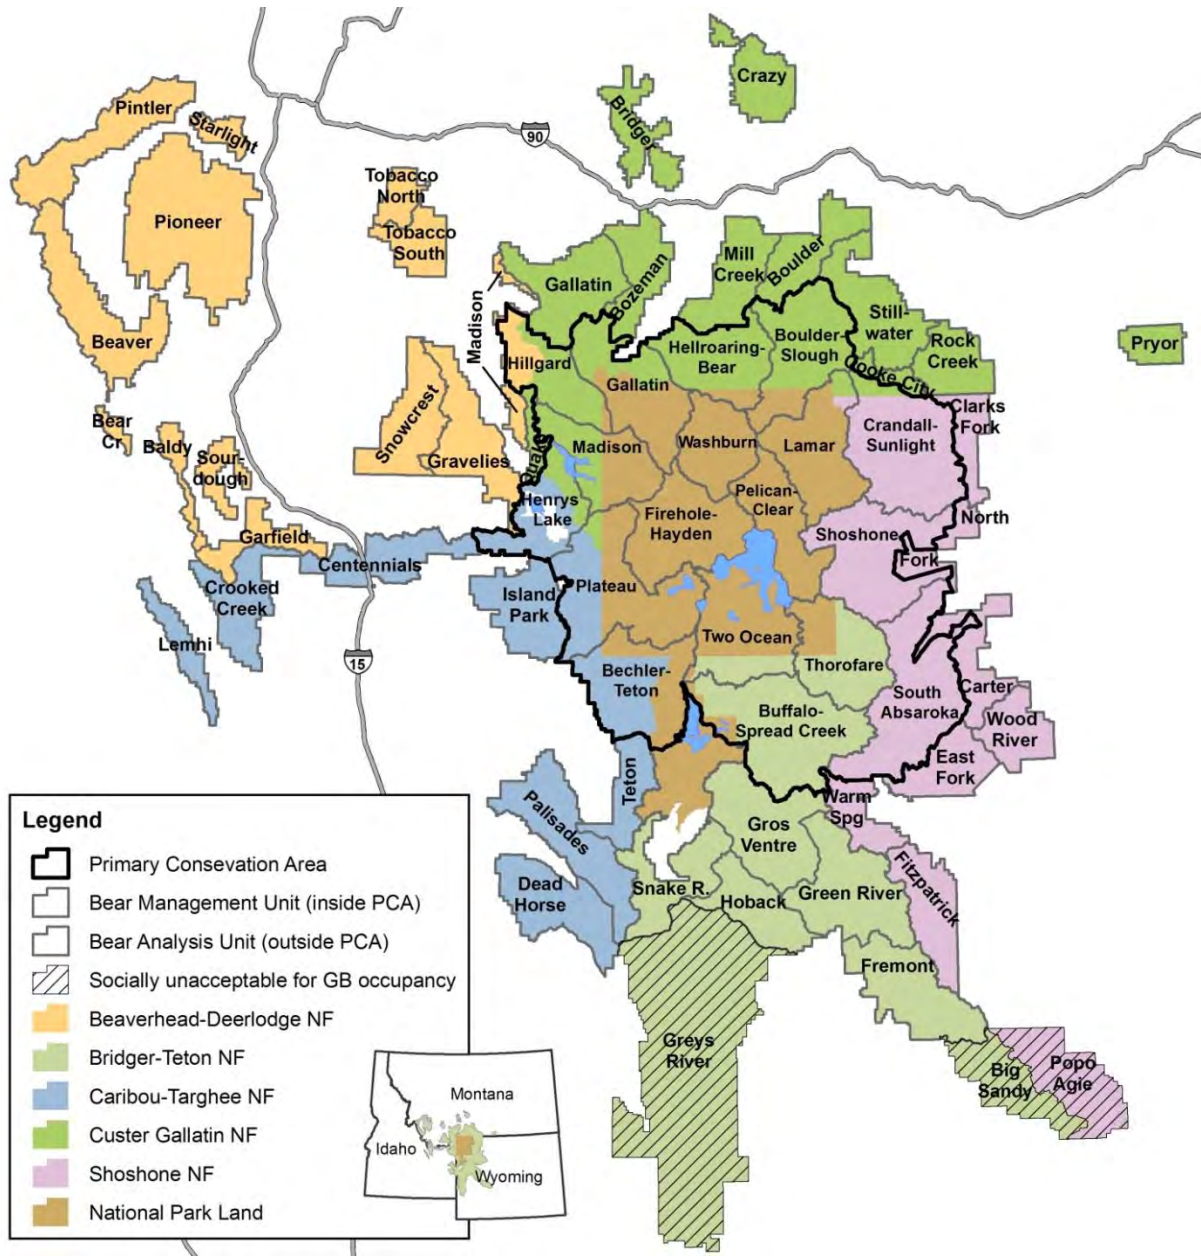 Crazy
Bridger
90
Pintler
Starlight
Pioneer
Tobacco
North
Tobacco
South
Beaver
Madison
Gallatin
Bozeman
Mill
Creek
Boulder
Still-
water
Rock
Creek
Pryor
Hillgard
Hellroaring-
Bear
Boulder-
Slough
Cooke City
Gallatin
Bear
Cr
Baldy
Sour-
dough
Snowcrest
Gravelies
Quake
Madison
Washburn
Lamar
Crandall-
Sunlight
Clarks
Fork
Henrys
Lake
Firehole-
Hayden
Pelican-
Clear
Shoshone
North
Fork
Garfield
Centennials
Crooked
Creek
Lemhi
Island
Park
Plateau
Two Ocean
Thorofare
15
Bechler-
Teton
Buffalo-
Spread Creek
South
Absaroka
Carter
Wood
River
East
Fork
Teton
Palisades
Warm
Spg
Gros
Ventre
Fitzpatrick
Dead
Horse
Snake R.
Hoback
Green River
Fremont
Greys
River
Big
Sandy
Popo
Agie
Legend
Primary Consevation Area
Bear Management Unit (inside PCA)
Bear Analysis Unit (outside PCA)
Socially unacceptable for GB occupancy
Beaverhead-Deerlodge NF
Bridger-Teton NF
Caribou-Targhee NF
Custer Gallatin NF
Shoshone NF
National Park Land
Montana
Idaho
Wyoming